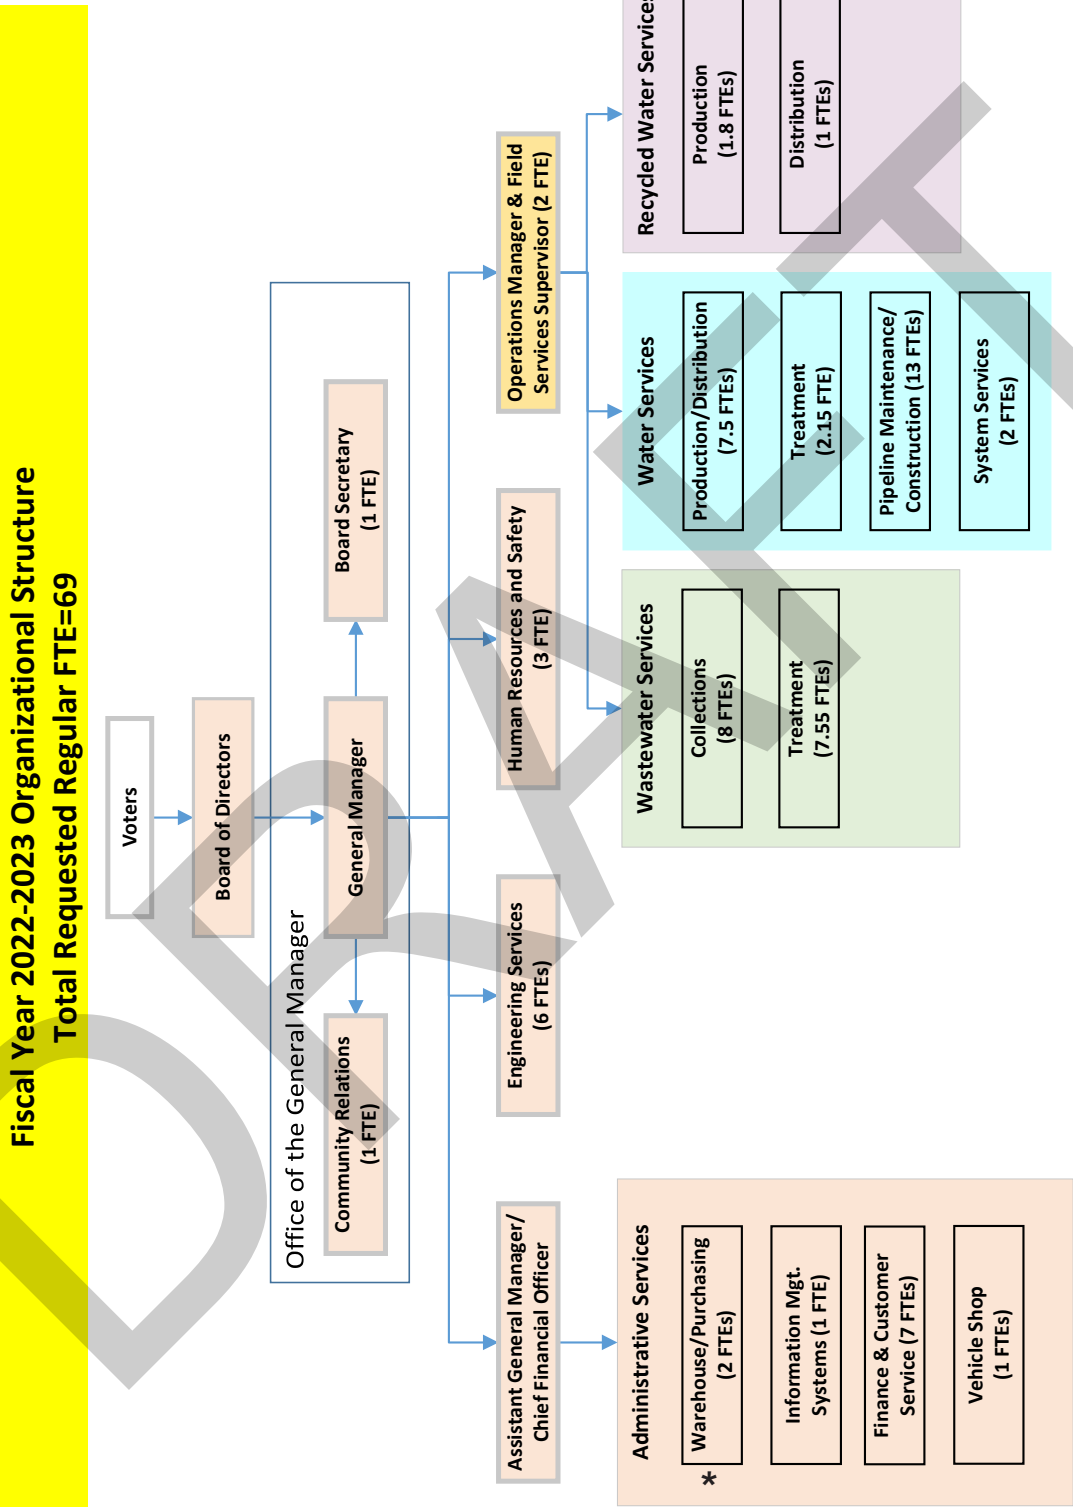 Fiscal Year 2022-2023 Organizational Structure
Total Requested Regular FTE=69
Voters
Board of Directors
Office of the General Manager
Community Relations
(1 FTE)
General Manager
Board Secretary
(1 FTE)
Assistant General Manager/
Chief Financial Officer
Engineering Services
(6 FTEs)
Human Resources and Safety
(3 FTE)
Operations Manager & Field
Services Supervisor (2 FTE)
Administrative Services
*
Warehouse/Purchasing
(2 FTEs)
Information Mgt.
Systems (1 FTE)
Finance & Customer
Service (7 FTEs)
Vehicle Shop
(1 FTEs)
Wastewater Services
Collections
(8 FTEs)
Treatment
(7.55 FTEs)
Water Services
Production/Distribution
(7.5 FTEs)
Treatment
(2.15 FTE)
Pipeline Maintenance/
Construction (13 FTEs)
System Services
(2 FTEs)
Recycled Water Services
Production
(1.8 FTEs)
Distribution
(1 FTEs)
DRAFT